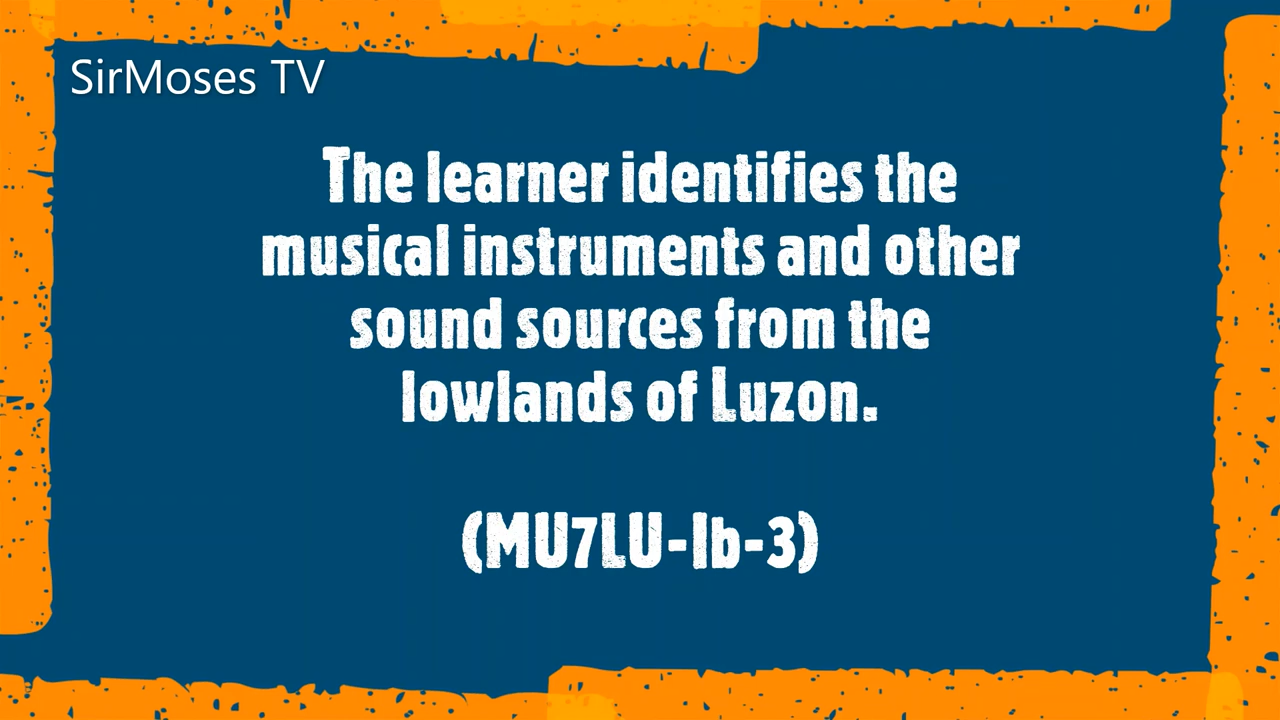 SirMoses TV
The learner identifies the
musical instruments and other
sound sources from the
lowlands of Luzon.
(MU7LU-Ib-3)